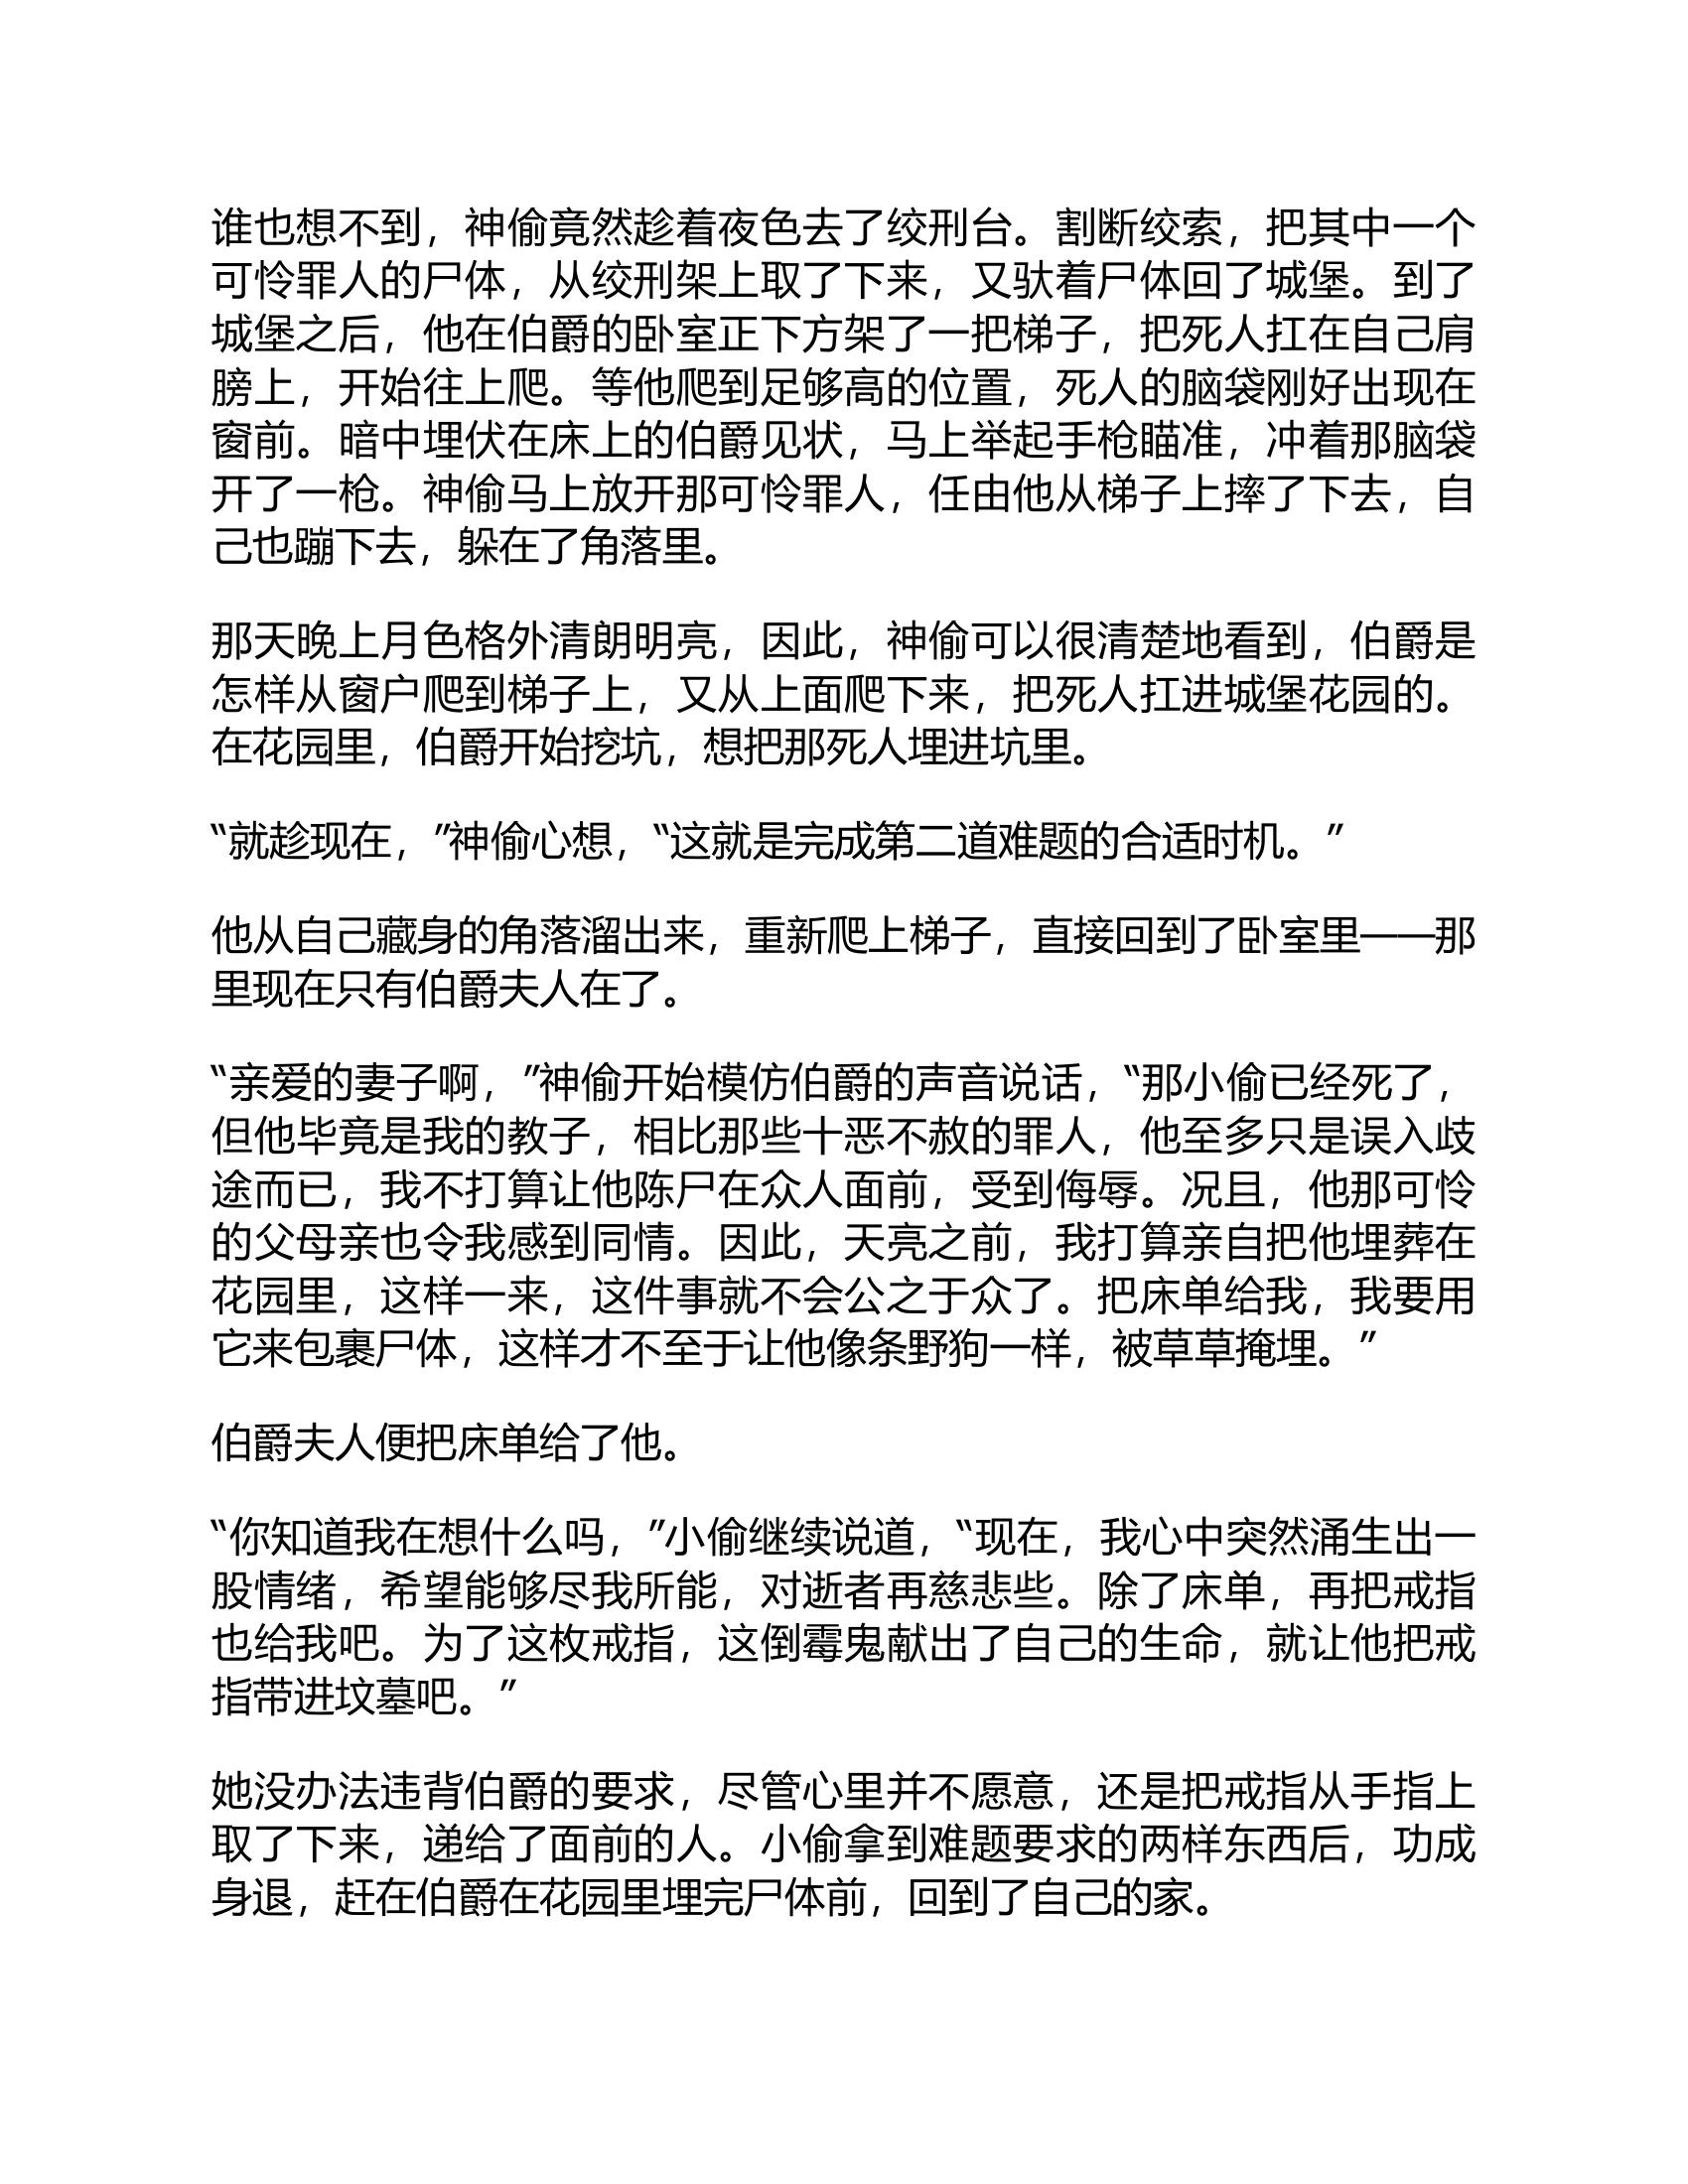 谁也想不到，神偷竟然趁着夜色去了绞刑台。割断绞索，把其中一个
可怜罪人的尸体，从绞刑架上取了下来，又驮着尸体回了城堡。到了
城堡之后，他在伯爵的卧室正下方架了一把梯子，把死人扛在自己肩
膀上，开始往上爬。等他爬到足够高的位置，死人的脑袋刚好出现在
窗前。暗中埋伏在床上的伯爵见状，马上举起手枪瞄准，冲着那脑袋
开了一枪。神偷马上放开那可怜罪人，任由他从梯子上摔了下去，自
己也蹦下去，躲在了角落里。
那天晚上月色格外清朗明亮，因此，神偷可以很清楚地看到，伯爵是
怎样从窗户爬到梯子上，又从上面爬下来，把死人扛进城堡花园的。
在花园里，伯爵开始挖坑，想把那死人埋进坑里。
“就趁现在，”神偷心想，“这就是完成第二道难题的合适时机。”
他从自己藏身的角落溜出来，重新爬上梯子，直接回到了卧室里——那
里现在只有伯爵夫人在了。
“亲爱的妻子啊，”神偷开始模仿伯爵的声音说话，“那小偷已经死了，
但他毕竟是我的教子，相比那些十恶不赦的罪人，他至多只是误入歧
途而已，我不打算让他陈尸在众人面前，受到侮辱。况且，他那可怜
的父母亲也令我感到同情。因此，天亮之前，我打算亲自把他埋葬在
花园里，这样一来，这件事就不会公之于众了。把床单给我，我要用
它来包裹尸体，这样才不至于让他像条野狗一样，被草草掩埋。”
伯爵夫人便把床单给了他。
“你知道我在想什么吗，”小偷继续说道，“现在，我心中突然涌生出一
股情绪，希望能够尽我所能，对逝者再慈悲些。除了床单，再把戒指
也给我吧。为了这枚戒指，这倒霉鬼献出了自己的生命，就让他把戒
指带进坟墓吧。”
她没办法违背伯爵的要求，尽管心里并不愿意，还是把戒指从手指上
取了下来，递给了面前的人。小偷拿到难题要求的两样东西后，功成
身退，赶在伯爵在花园里埋完尸体前，回到了自己的家。